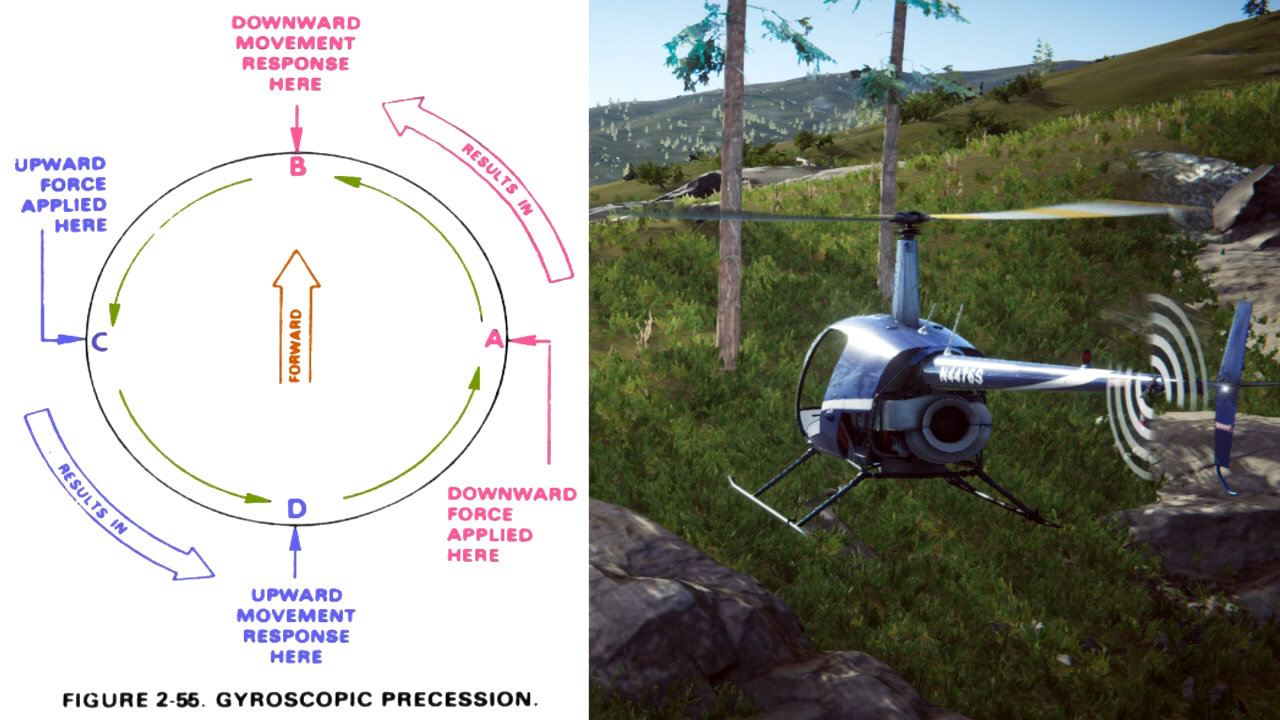 DOWNWARD
MOVEMENT
RESPONSE
HERE
B
RESULTS IN
UPWARD
FORCE
APPLIED
HERE
C
FORWARD
A
RESULTS IN
D
DOWNWARD
FORCE
APPLIED
HERE
UPWARD
MOVEMENT
RESPONSE
HERE
FIGURE 2-55. GYROSCOPIC PRECESSION.
N4476S